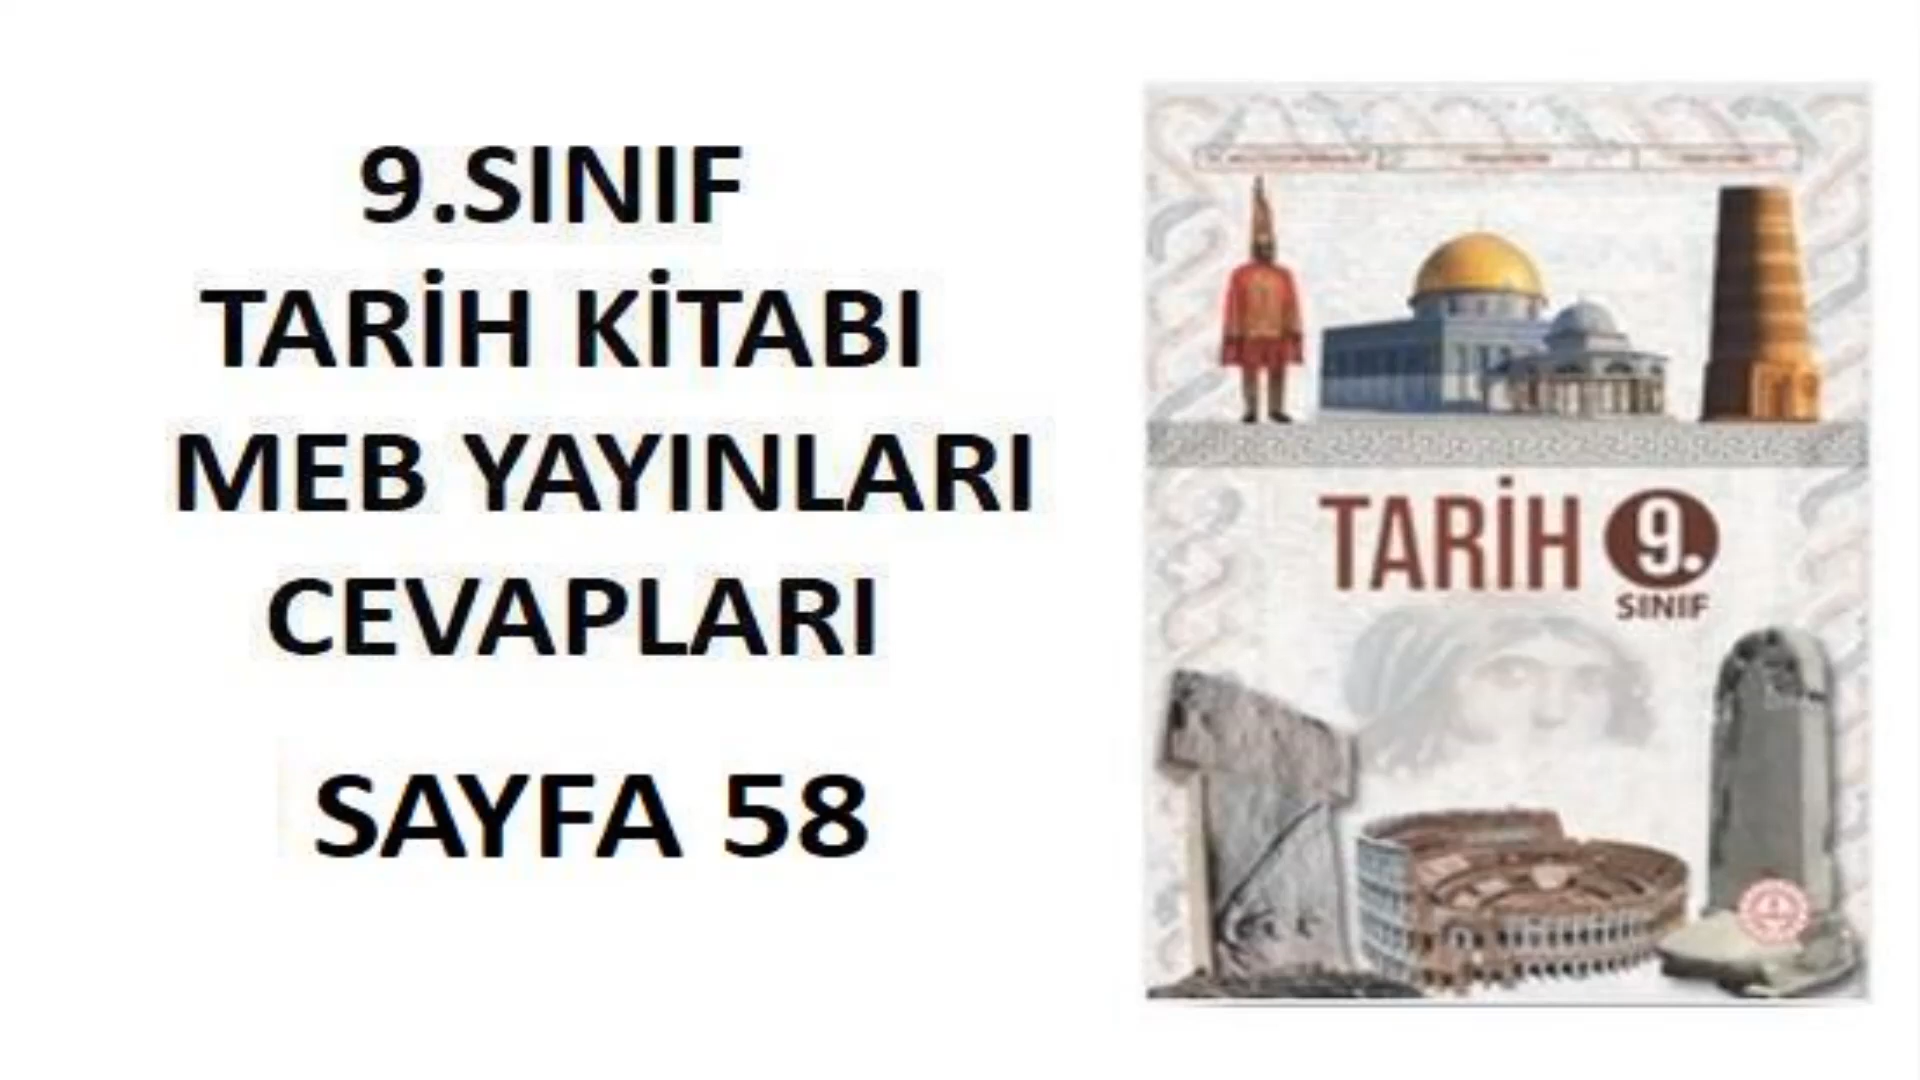 9.SINIF
TARİH KİTABI
MEB YAYINLARI
CEVAPLARI
SAYFA 58
TARİH 9.
SINIF